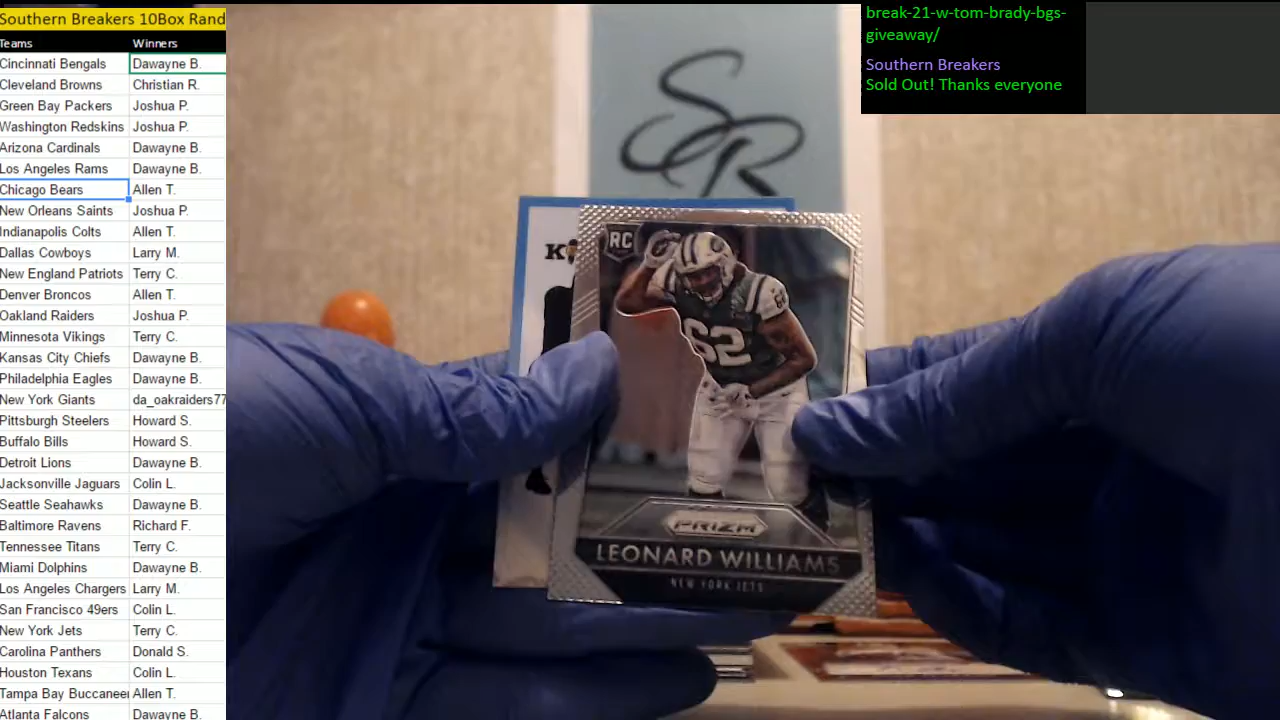 Southern Breakers 10Box Rand
Teams Winners
Cincinnati Bengals Dawayne B.
Cleveland Browns Christian R.
Green Bay Packers Joshua P.
Washington Redskins Joshua P.
Arizona Cardinals Dawayne B.
Los Angeles Rams Dawayne B.
Chicago Bears Allen T.
New Orleans Saints Joshua P.
Indianapolis Colts Allen T.
Dallas Cowboys Larry M.
New England Patriots Terry C.
Denver Broncos Allen T.
Oakland Raiders Joshua P.
Minnesota Vikings Terry C.
Kansas City Chiefs Dawayne B.
Philadelphia Eagles Dawayne B.
New York Giants da_oakraiders77
Pittsburgh Steelers Howard S.
Buffalo Bills Howard S.
Detroit Lions Dawayne B.
Jacksonville Jaguars Colin L.
Seattle Seahawks Dawayne B.
Baltimore Ravens Richard F.
Tennessee Titans Terry C.
Miami Dolphins Dawayne B.
Los Angeles Chargers Larry M.
San Francisco 49ers Colin L.
New York Jets Terry C.
Carolina Panthers Donald S.
Houston Texans Colin L.
Tampa Bay Buccaneer Allen T.
Atlanta Falcons Dawayne B.
break-21-w-tom-brady-bgs-
giveaway/
Southern Breakers
Sold Out! Thanks everyone
SR
RC
62
PRIZM
LEONARD WILLIAMS
NEW YORK JETS